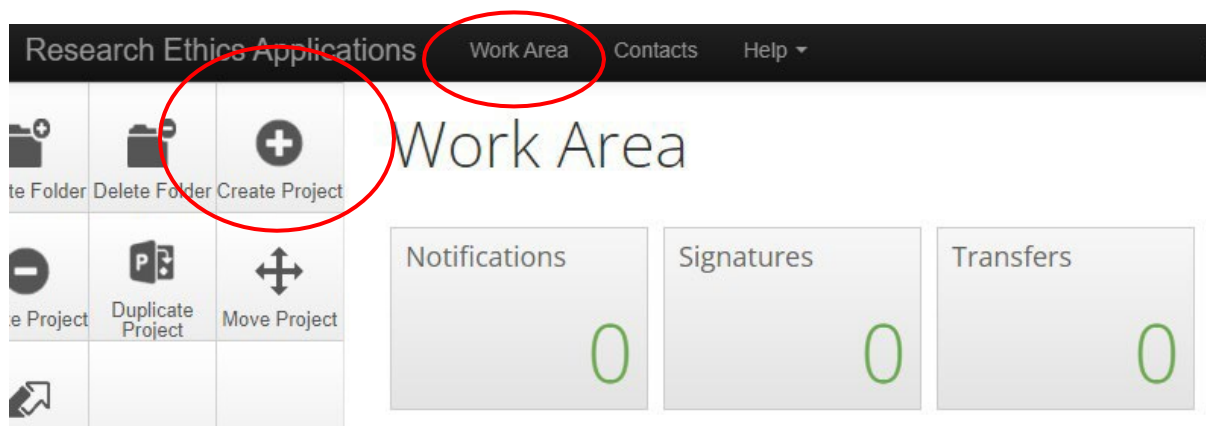 Research Ethics Applications Work Area Contacts Help
te Folder Delete Folder Create Project
Work Area
Notifications Signatures Transfers
0 0 0
e Project Duplicate Project Move Project